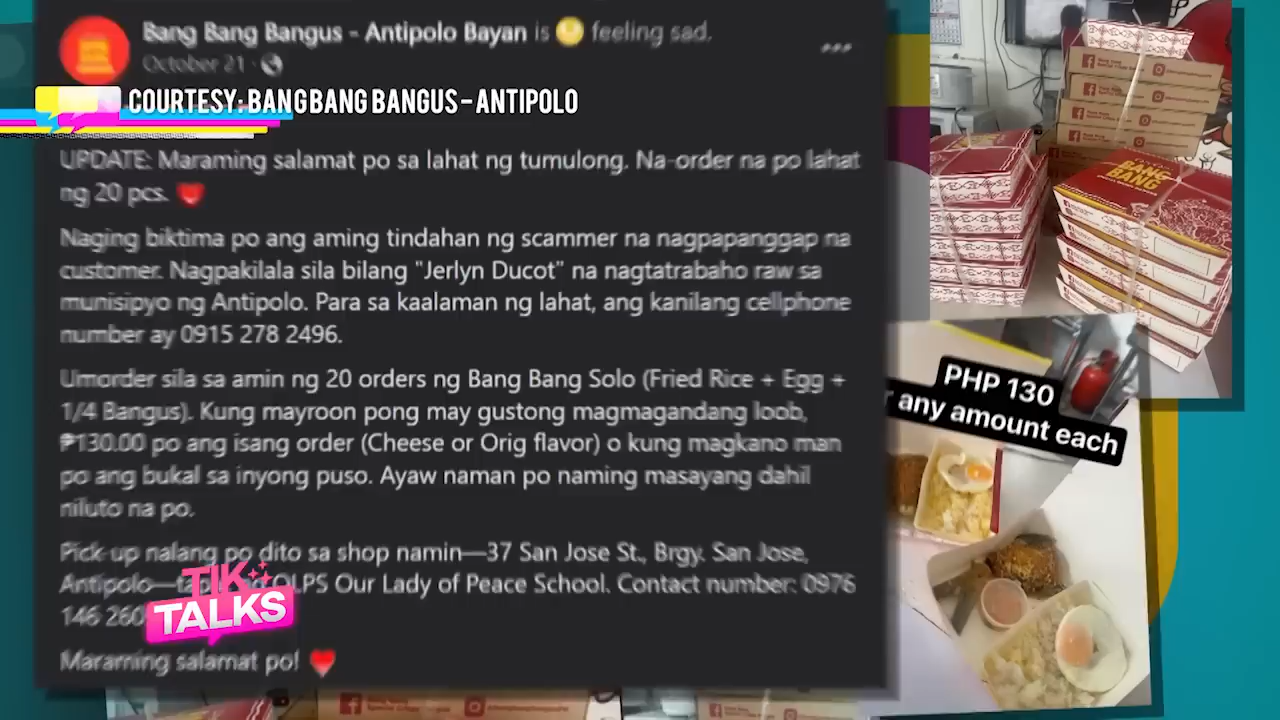 Bang Bang Bangus - Antipolo Bayan is feeling sad.
October 21
COURTESY: BANG BANG BANGUS – ANTIPOLO
UPDATE: Maraming salamat po sa lahat ng tumulong. Na-order na po lahat
ng 20 pcs.
Naging biktima po ang aming tindahan ng scammer na nagpapanggap na
customer. Nagpakilala sila bilang "Jerlyn Ducot" na nagtatrabaho raw sa
munisipyo ng Antipolo. Para sa kaalaman ng lahat, ang kanilang cellphone
number ay 0915 278 2496.
Umorder sila sa amin ng 20 orders ng Bang Bang Solo (Fried Rice + Egg +
1/4 Bangus). Kung mayroon pong may gustong magmagandang loob,
₱130.00 po ang isang order (Cheese or Orig flavor) o kung magkano man
po ang bukal sa inyong puso. Ayaw naman po naming masayang dahil
niluto na po.
Pick-up nalang po dito sa shop namin—37 San Jose St., Brgy. San Jose,
Antipolo— OLPS Our Lady of Peace School. Contact number: 0976
146 260
Maraming salamat po!
TIK
TALKS
BANG
BANG
PHP 130
any amount each